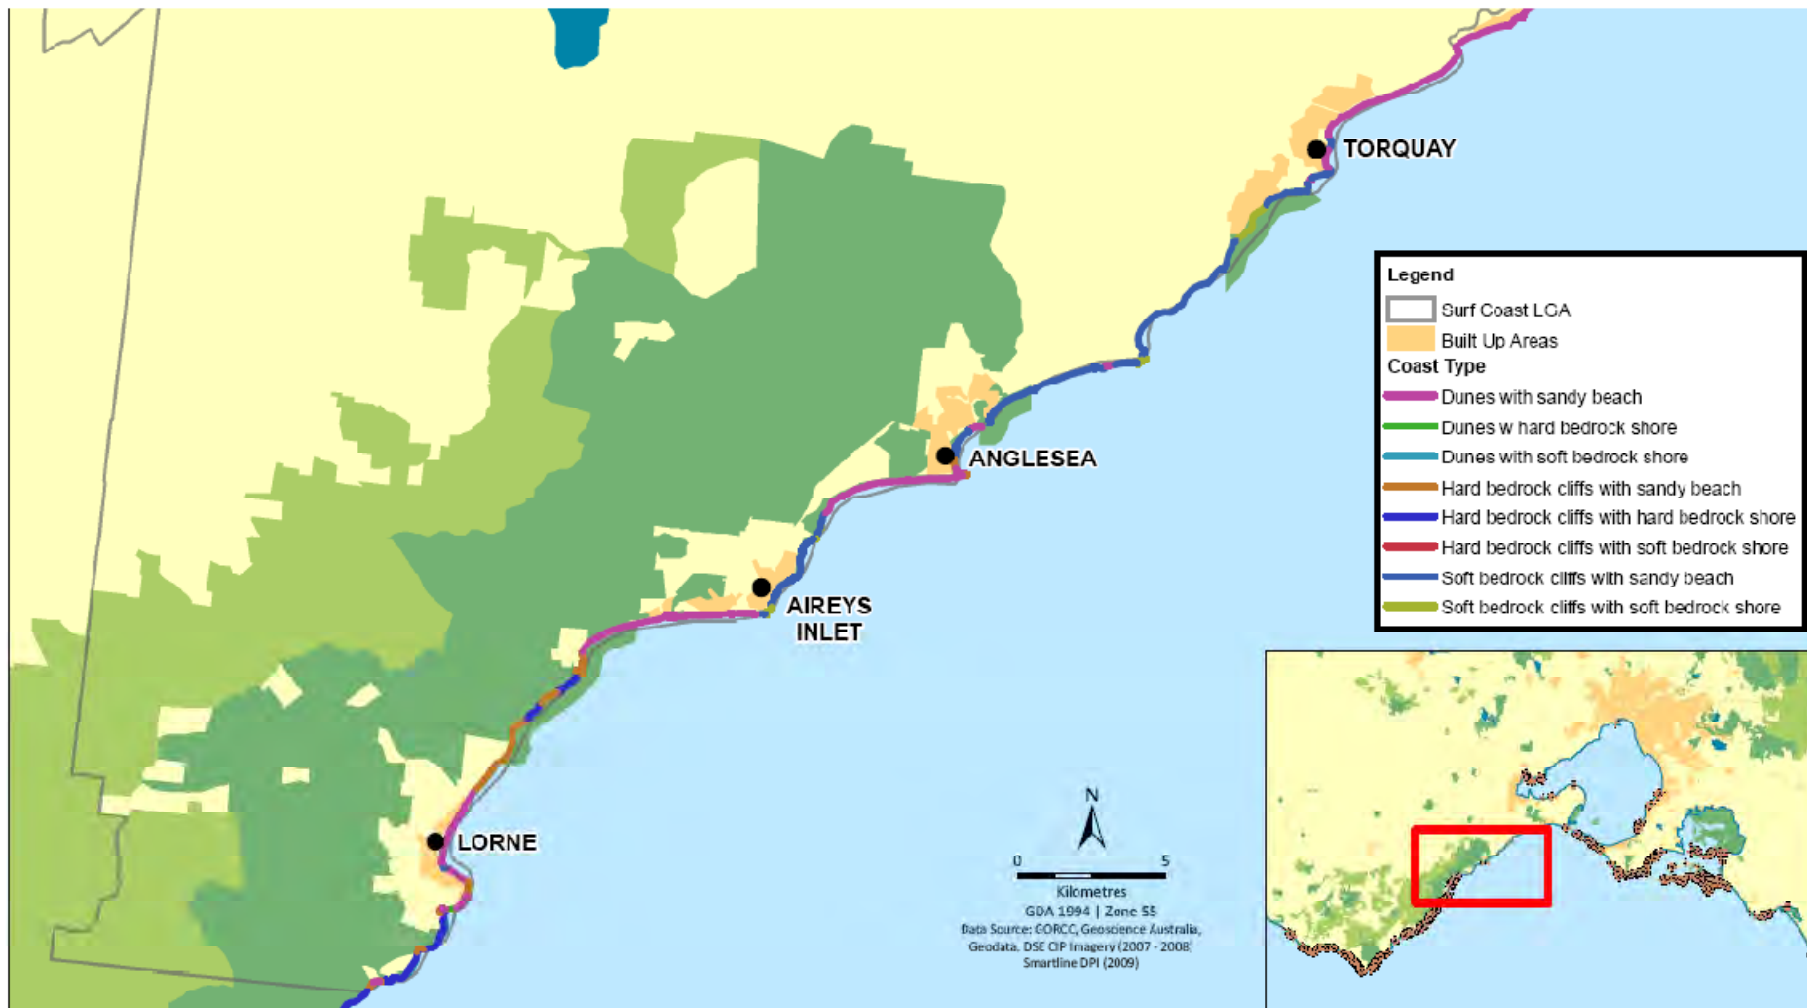 TORQUAY
Legend
Surf Coast LGA
Built Up Areas
Coast Type
Dunes with sandy beach
Dunes w hard bedrock shore
Dunes with soft bedrock shore
Hard bedrock cliffs with sandy beach
Hard bedrock cliffs with hard bedrock shore
Hard bedrock cliffs with soft bedrock shore
Soft bedrock cliffs with sandy beach
Soft bedrock cliffs with soft bedrock shore
ANGLESEA
AIREYS
INLET
LORNE
N
0 5
Kilometres
GDA 1994 | Zone 55
Data Source: GORCC, Geoscience Australia,
Geodata, DSE CIP Imagery (2007 - 2008)
Smartline DPI (2009)